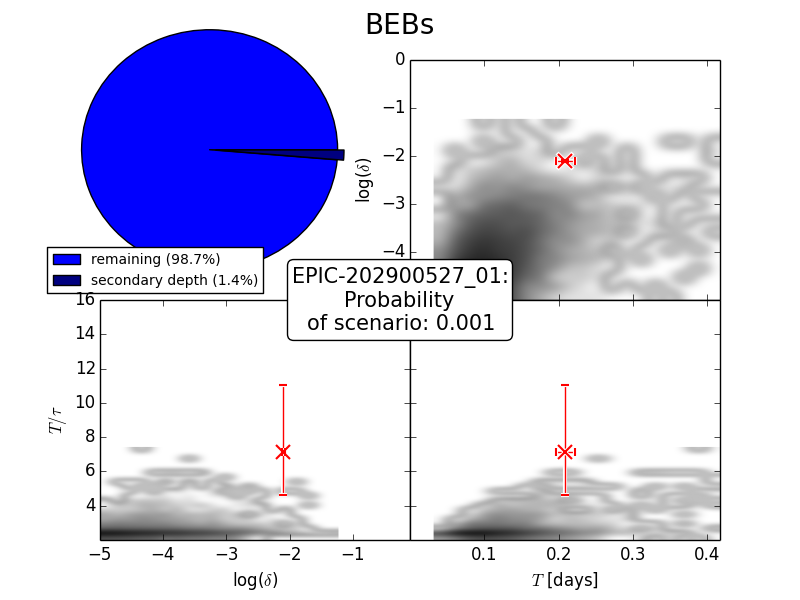 BEBs
remaining (98.7%)
secondary depth (1.4%)
0
−1
−2
−3
−4
log(δ)
EPIC-202900527_01:
Probability
of scenario: 0.001
16
14
12
10
8
6
4
T/τ
−5 −4 −3 −2 −1
log(δ)
0.1 0.2 0.3 0.4
T [days]